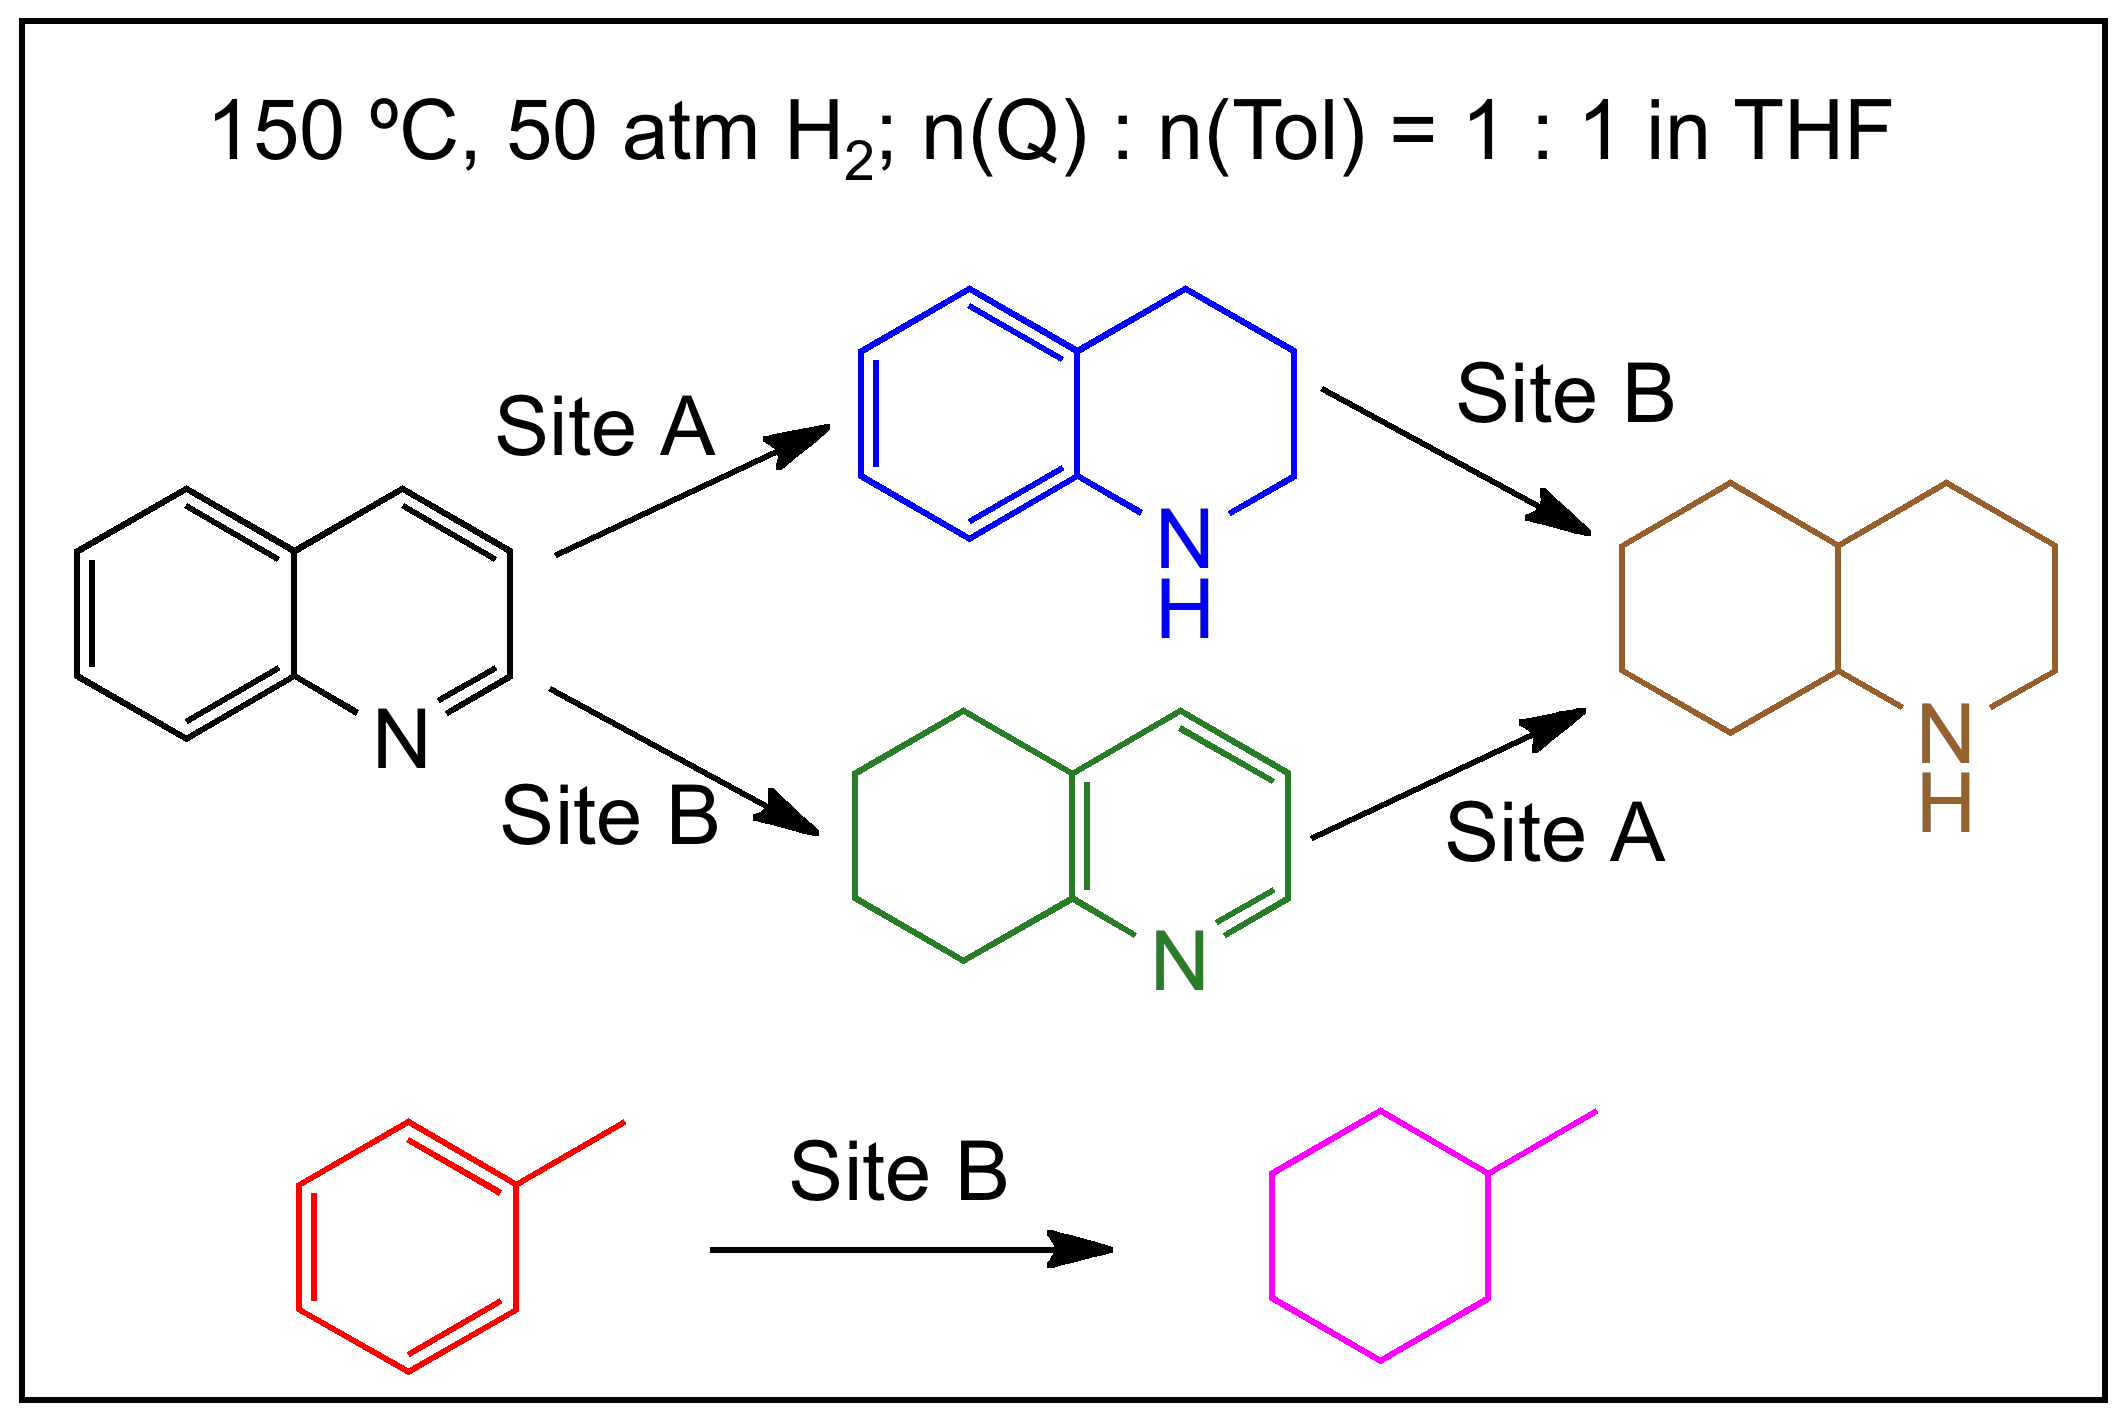 150 ºC, 50 atm H₂; n(Q) : n(Tol) = 1 : 1 in THF
Site A
Site B
N
H
N
Site B
N
H
Site A
N
Site B